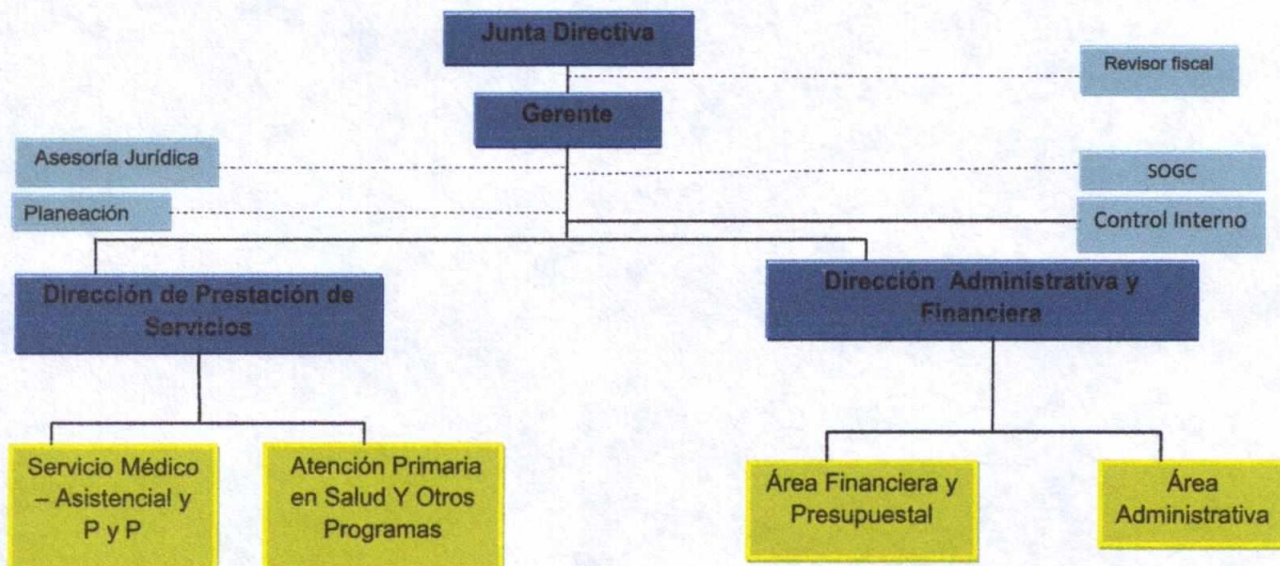 Junta Directiva
Revisor fiscal
Gerente
Asesoría Jurídica
SOGC
Planeación
Control Interno
Dirección de Prestación de
Servicios
Dirección Administrativa y
Financiera
Servicio Médico
– Asistencial y
P y P
Atención Primaria
en Salud Y Otros
Programas
Área Financiera y
Presupuestal
Área
Administrativa